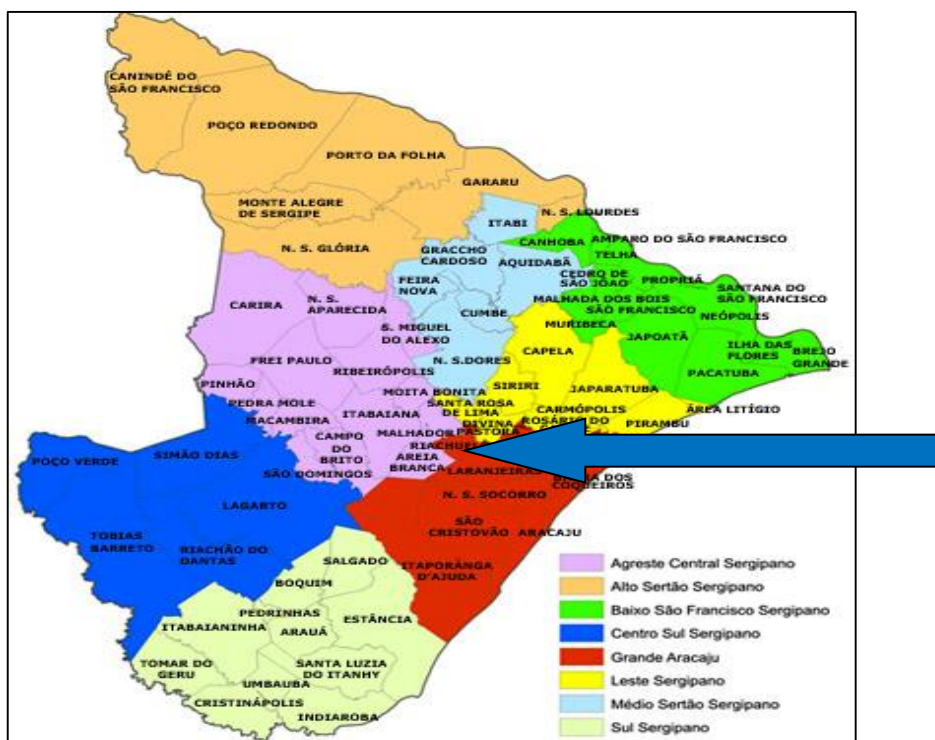 CANINDÉ DO
SÃO FRANCISCO
POÇO REDONDO
PORTO DA FOLHA
GARARU
MONTE ALEGRE
DE SERGIPE
N. S. LOURDES
ITABI
N. S. GLÓRIA
GRACCHO
CARDOSO
CANHOBA
AMPARO DO SÃO FRANCISCO
TELHA
AQUIDABÃ
CEDRO DE
SÃO JOÃO
PROPRIÁ
FEIRA
NOVA
SANTANA DO
SÃO FRANCISCO
CARIRA
N. S.
APARECIDA
CUMBE
MALHADA DOS BOIS
SÃO FRANCISCO
NEÓPOLIS
S. MIGUEL
DO ALEXO
MURIBECA
JAPOATÃ
ILHA DAS
FLORES
BREJO
GRANDE
FREI PAULO
RIBEIRÓPOLIS
N. S.DORES
CAPELA
PACATUBA
PINHÃO
MOITA BONITA
SIRIRI
JAPARATUBA
PEDRA MOLE
SANTA ROSA
DE LIMA
MACAMBIRA
ITABAIANA
CARMÓPOLIS
ÁREA LITÍGIO
DIVINA
PASTORA
ROSÁRIO DO
PIRAMBU
CAMPO
DO
BRITO
MALHADOR
RIACHUEL
AREIA
BRANCA
LARANJEIRAS
POÇO VERDE
SIMÃO DIAS
SÃO DOMINGOS
DOS
COQUEIROS
LAGARTO
N. S. SOCORRO
SÃO
CRISTOVÃO
ARACAJU
TOBIAS
BARRETO
RIACHÃO DO
DANTAS
SALGADO
ITAPORANGA
D'AJUDA
BOQUIM
PEDRINHAS
ITABAIANINHA
ARAUÁ
ESTÂNCIA
TOMAR DO
GERU
SANTA LUZIA
DO ITANHY
UMBAUBA
CRISTINÁPOLIS
INDIAROBA
Agreste Central Sergipano
Alto Sertão Sergipano
Baixo São Francisco Sergipano
Centro Sul Sergipano
Grande Aracaju
Leste Sergipano
Médio Sertão Sergipano
Sul Sergipano